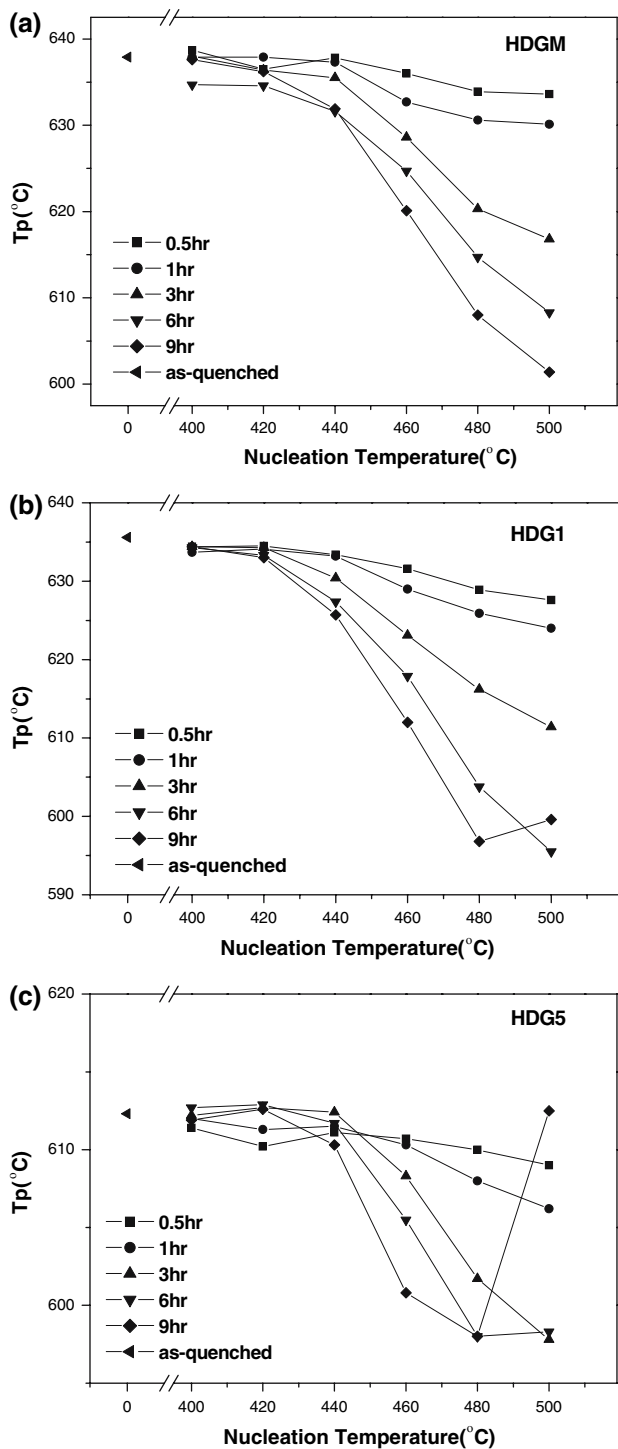 (a)
HDGM
640
630
620
610
600
Tp(°C)
0.5hr
1hr
3hr
6hr
9hr
as-quenched
0 400 420 440 460 480 500
Nucleation Temperature(°C)
(b)
HDG1
640
630
620
610
600
590
Tp(°C)
0.5hr
1hr
3hr
6hr
9hr
as-quenched
0 400 420 440 460 480 500
Nucleation Temperature(°C)
(c)
HDG5
620
610
600
Tp(°C)
0.5hr
1hr
3hr
6hr
9hr
as-quenched
0 400 420 440 460 480 500
Nucleation Temperature(°C)